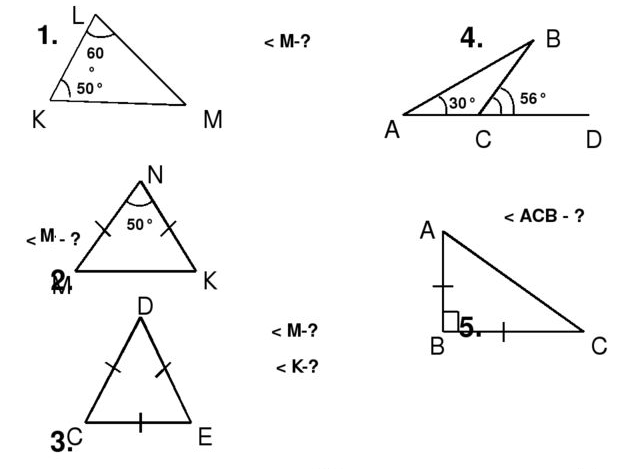 1.
L
60
°
50°
K
M
< M-?
4.
B
30°
56°
A
C
D
N
50°
< M - ?
2.
M
K
< ACB - ?
A
5.
B
C
D
< M-?
< K-?
3.
C
E